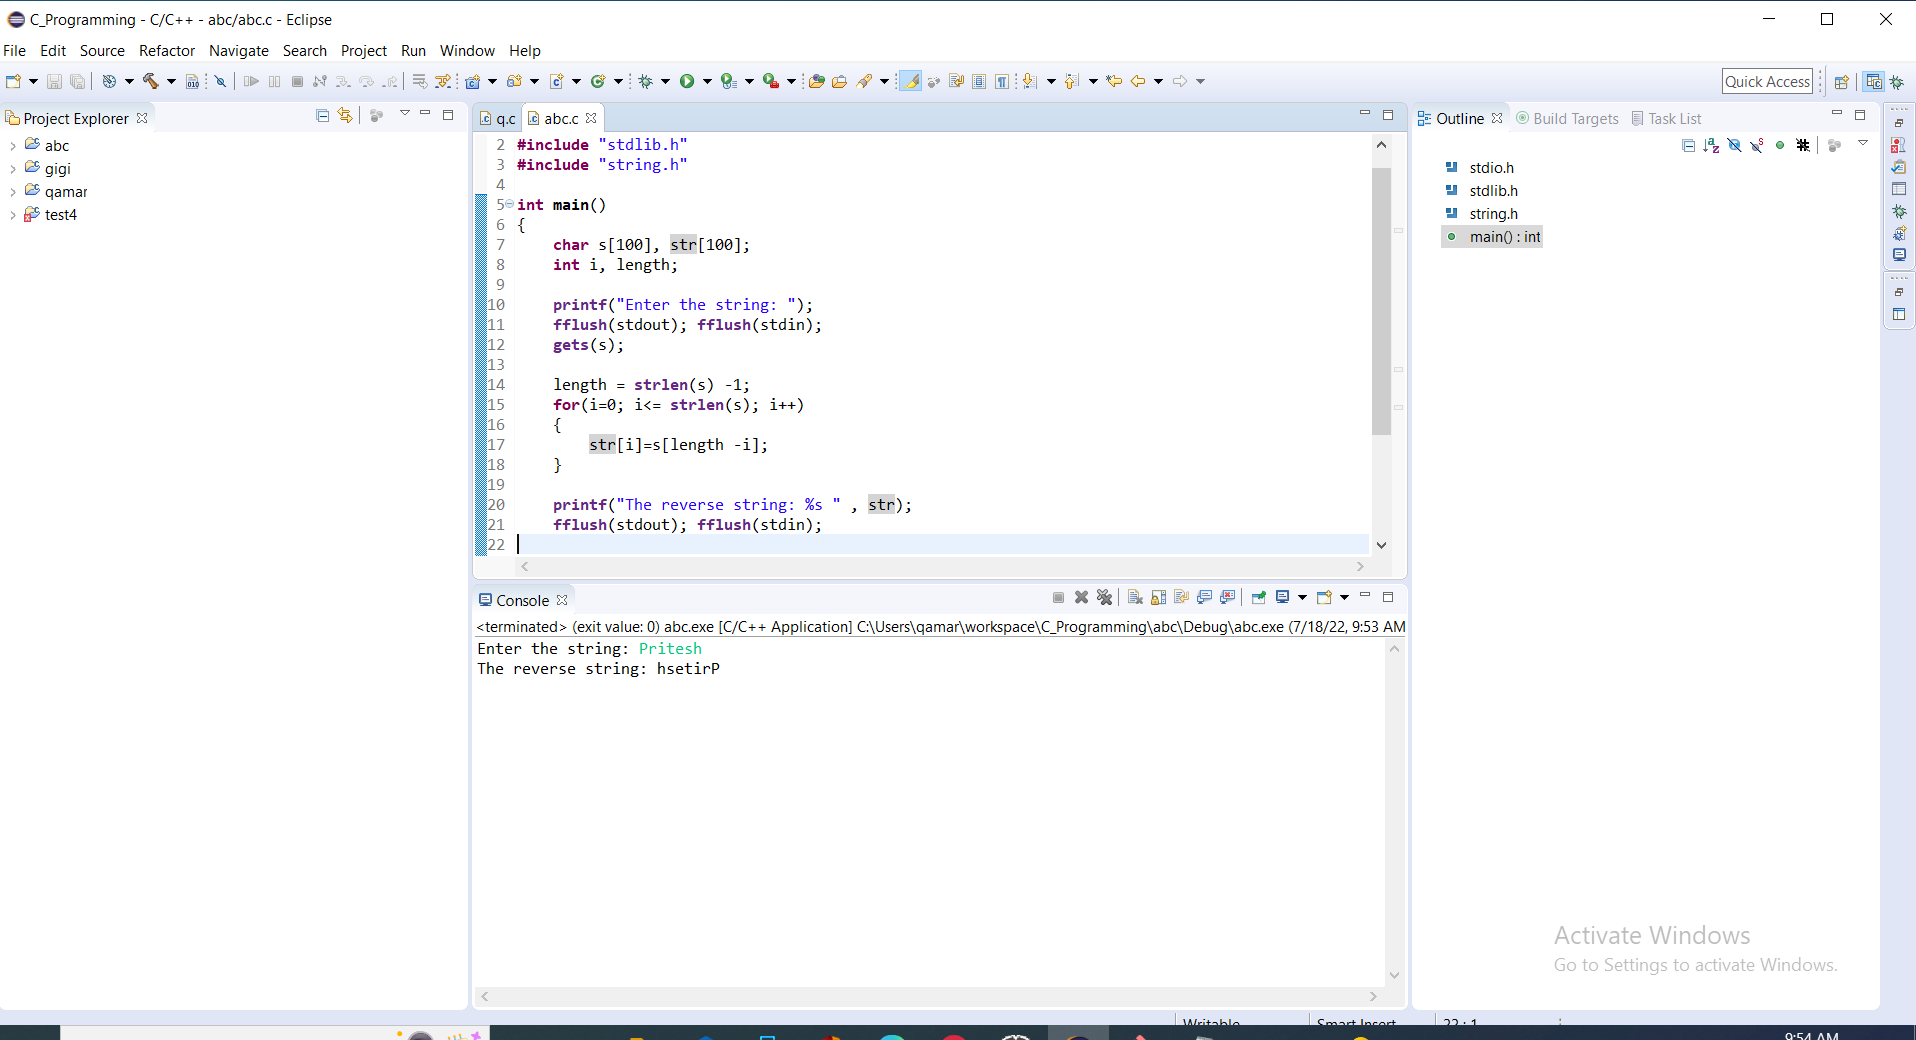 C_Programming - C/C++ - abc/abc.c - Eclipse
File Edit Source Refactor Navigate Search Project Run Window Help
Quick Access
Project Explorer
abc
gigi
qamar
test4
q.c abc.c
2 #include "stdlib.h"
3 #include "string.h"
4
5 int main()
6 {
7 char s[100], str[100];
8 int i, length;
9
10 printf("Enter the string: ");
11 fflush(stdout); fflush(stdin);
12 gets(s);
13
14 length = strlen(s) -1;
15 for(i=0; i<= strlen(s); i++)
16 {
17 str[i]=s[length -i];
18 }
19
20 printf("The reverse string: %s " , str);
21 fflush(stdout); fflush(stdin);
22
Console
<terminated> (exit value: 0) abc.exe [C/C++ Application] C:\Users\qamar\workspace\C_Programming\abc\Debug\abc.exe (7/18/22, 9:53 AM
Enter the string: Pritesh
The reverse string: hsetirP
Outline Build Targets Task List
stdio.h
stdlib.h
string.h
main() : int
Activate Windows
Go to Settings to activate Windows.
Writable Smart Insert 22 : 1
9:54 AM